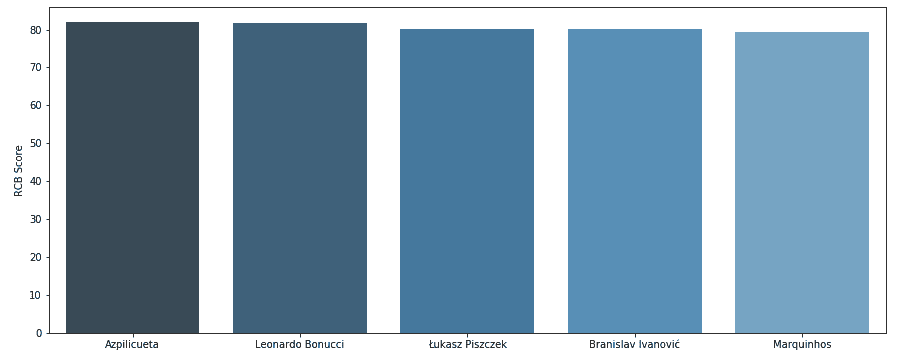 80
70
60
50
40
30
20
10
0
RCB Score
Azpilicueta
Leonardo Bonucci
Łukasz Piszczek
Branislav Ivanović
Marquinhos